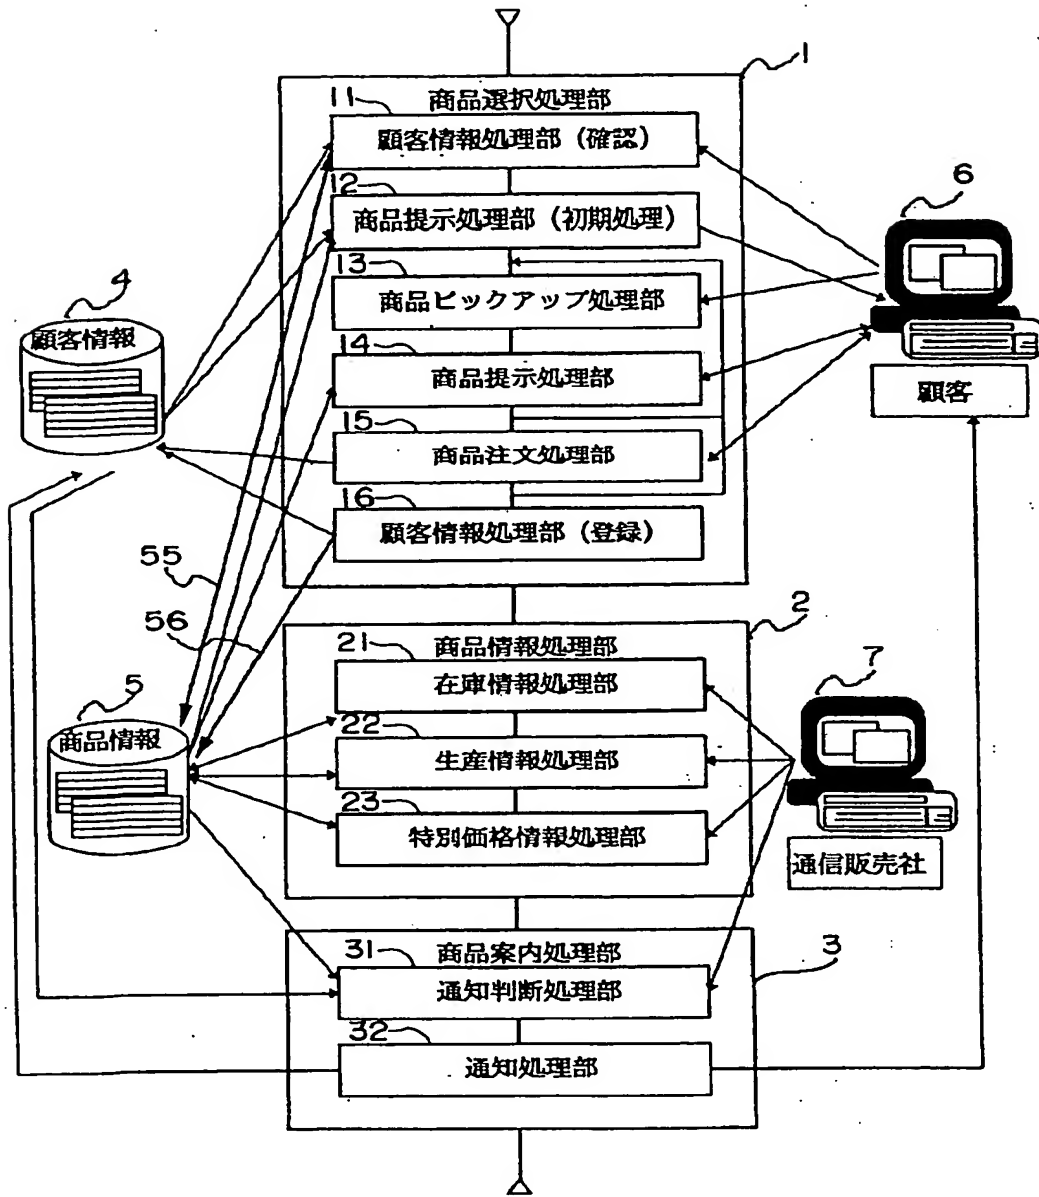 1
商品選択処理部
11
顧客情報処理部（確認）
12
商品提示処理部（初期処理）
13
商品ピックアップ処理部
14
商品提示処理部
15
商品注文処理部
16
顧客情報処理部（登録）
4
顧客情報
6
顧客
55
56
2
商品情報処理部
21
在庫情報処理部
22
生産情報処理部
23
特別価格情報処理部
5
商品情報
7
通信販売社
3
商品案内処理部
31
通知判断処理部
32
通知処理部